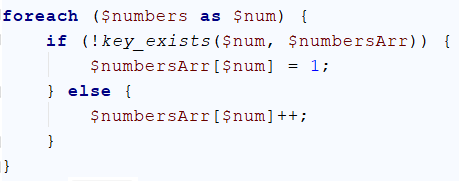 foreach ($numbers as $num) {
    if (!key_exists($num, $numbersArr)) {
        $numbersArr[$num] = 1;
    } else {
        $numbersArr[$num]++;
    }
}